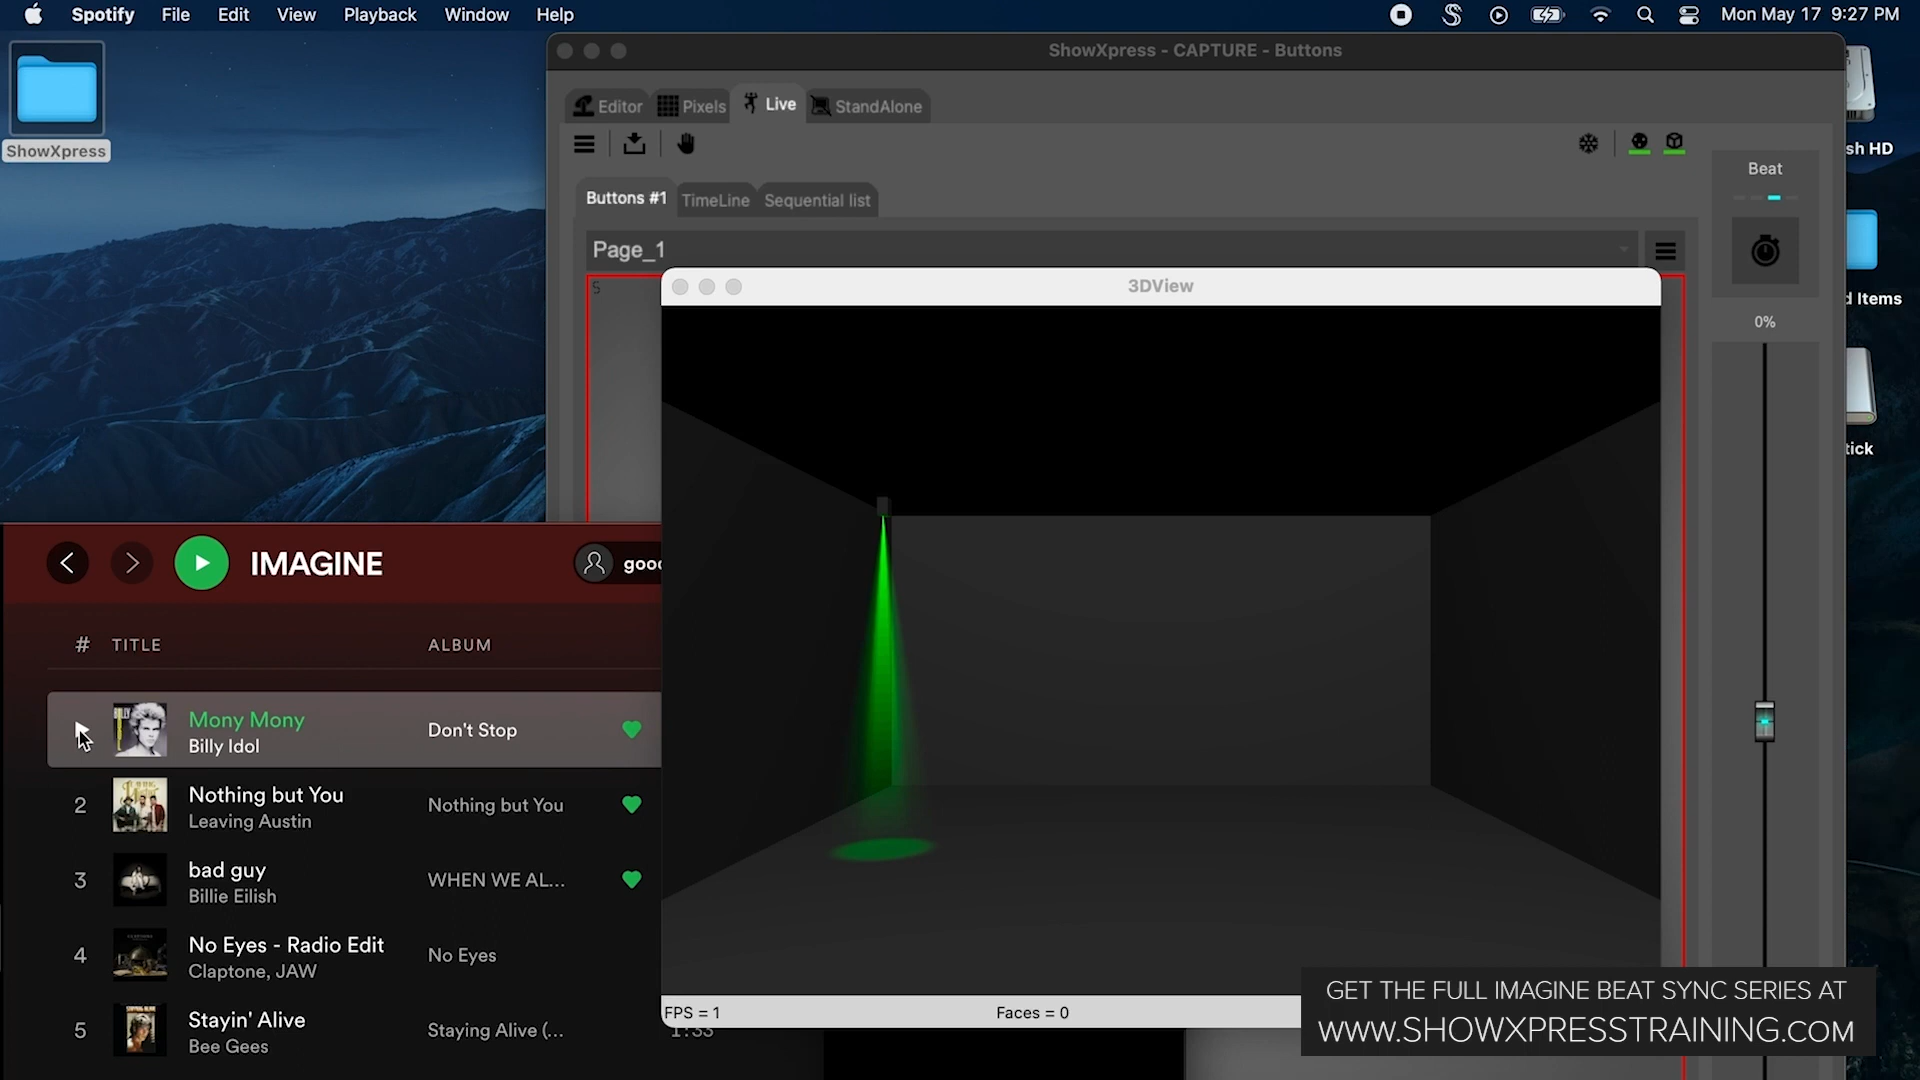 Spotify File Edit View Playback Window Help Mon May 17 9:27 PM
ShowXpress - CAPTURE - Buttons
Editor Pixels Live StandAlone
ShowXpress
sh HD
Beat
Buttons #1 TimeLine Sequential list
Page_1
5
3DView
d Items
0%
tick
IMAGINE
good
# TITLE ALBUM
Mony Mony
Billy Idol
Don't Stop
2 Nothing but You
Leaving Austin
Nothing but You
3 bad guy
Billie Eilish
WHEN WE AL...
4 No Eyes - Radio Edit
Claptone, JAW
No Eyes
5 Stayin' Alive
Bee Gees
Staying Alive (...
1:33
FPS = 1 Faces = 0
GET THE FULL IMAGINE BEAT SYNC SERIES AT
WWW.SHOWXPRESSTRAINING.COM